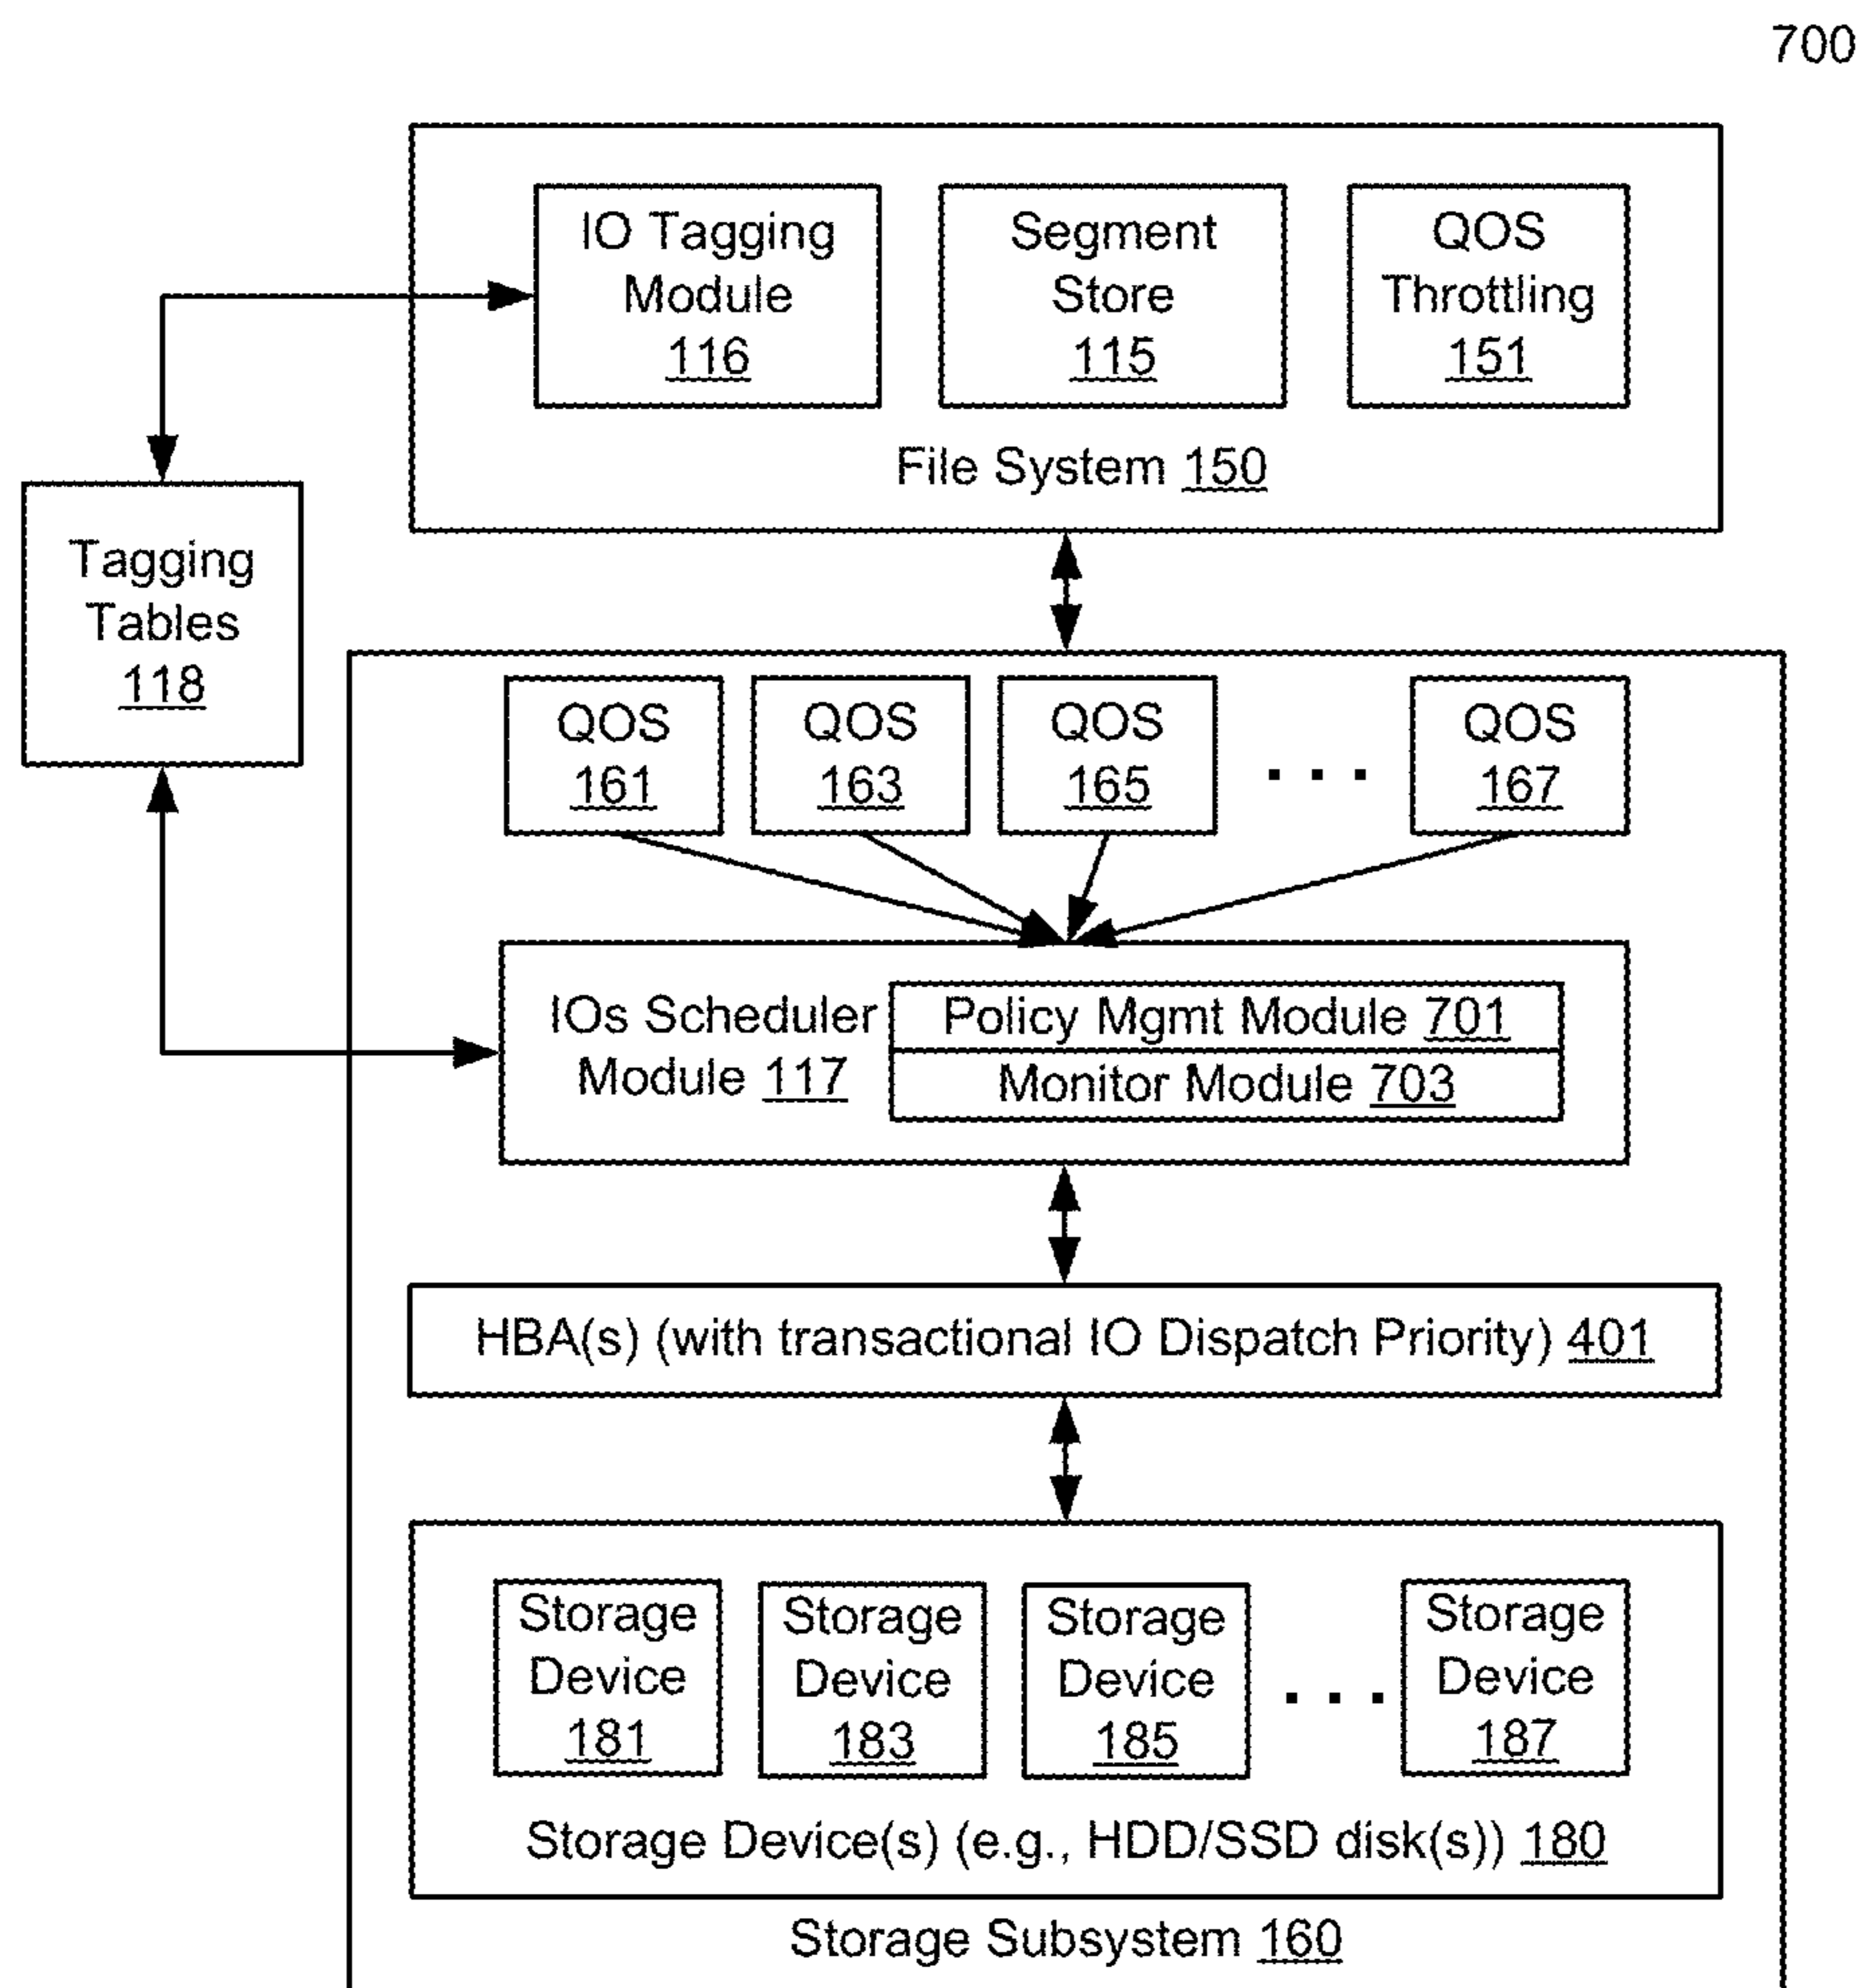 700
IO Tagging
Module
116
Segment
Store
115
QOS
Throttling
151
File System 150
Tagging
Tables
118
QOS
161
QOS
163
QOS
165
. . .
QOS
167
IOs Scheduler
Module 117
Policy Mgmt Module 701
Monitor Module 703
HBA(s) (with transactional IO Dispatch Priority) 401
Storage
Device
181
Storage
Device
183
Storage
Device
185
. . .
Storage
Device
187
Storage Device(s) (e.g., HDD/SSD disk(s)) 180
Storage Subsystem 160